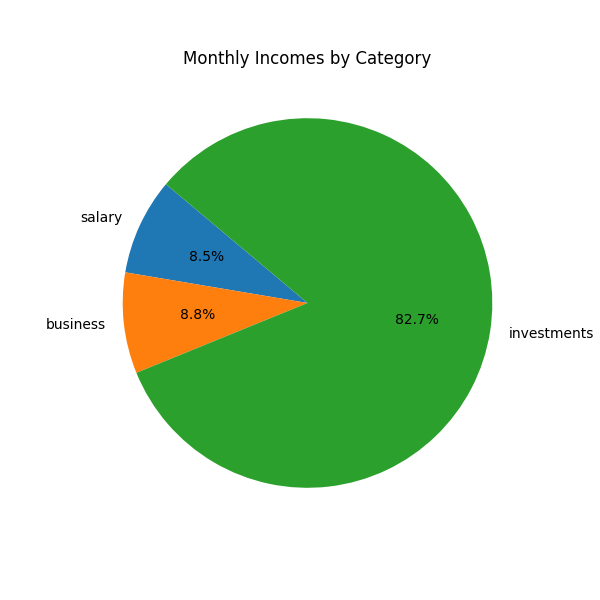 Monthly Incomes by Category
salary
8.5%
business
8.8%
82.7%
investments